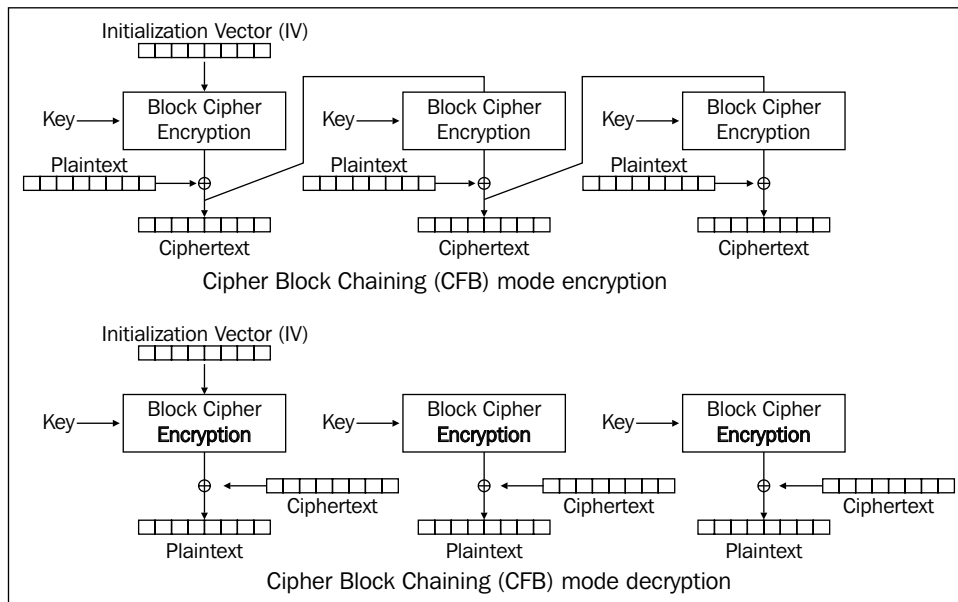 Initialization Vector (IV)
Key
Block Cipher
Encryption
Key
Block Cipher
Encryption
Key
Block Cipher
Encryption
Plaintext
Plaintext
Plaintext
Ciphertext
Ciphertext
Ciphertext
Cipher Block Chaining (CFB) mode encryption
Initialization Vector (IV)
Key
Block Cipher
Encryption
Key
Block Cipher
Encryption
Key
Block Cipher
Encryption
Ciphertext
Ciphertext
Ciphertext
Plaintext
Plaintext
Plaintext
Cipher Block Chaining (CFB) mode decryption